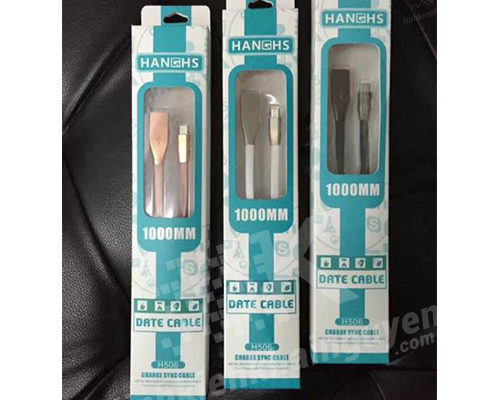 HANGHS
1000MM
DATE CABLE
H506
CHARGE SYNC CABLE
HANGHS
1000MM
DATE CABLE
H506
CHARGE SYNC CABLE
HANGHS
1000MM
DATE CABLE
H506
CHARGE SYNC CABLE
.com